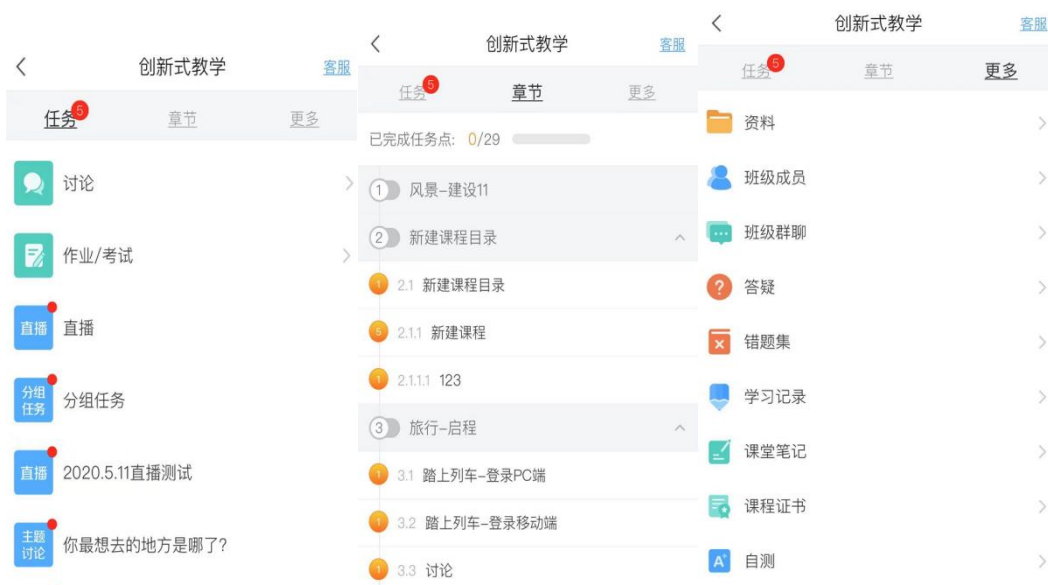 创新式教学
客服
任务
5
章节
更多
讨论
作业/考试
直播
直播
分组
任务
分组任务
直播
2020.5.11直播测试
主题
讨论
你最想去的地方是哪了?
创新式教学
客服
任务
5
章节
更多
已完成任务点: 0/29
1 风景-建设11
2 新建课程目录
1 2.1 新建课程目录
5 2.1.1 新建课程
1 2.1.1.1 123
3 旅行-启程
1 3.1 踏上列车-登录PC端
1 3.2 踏上列车-登录移动端
1 3.3 讨论
创新式教学
客服
任务
5
章节
更多
资料
班级成员
班级群聊
答疑
错题集
学习记录
课堂笔记
课程证书
A+ 自测